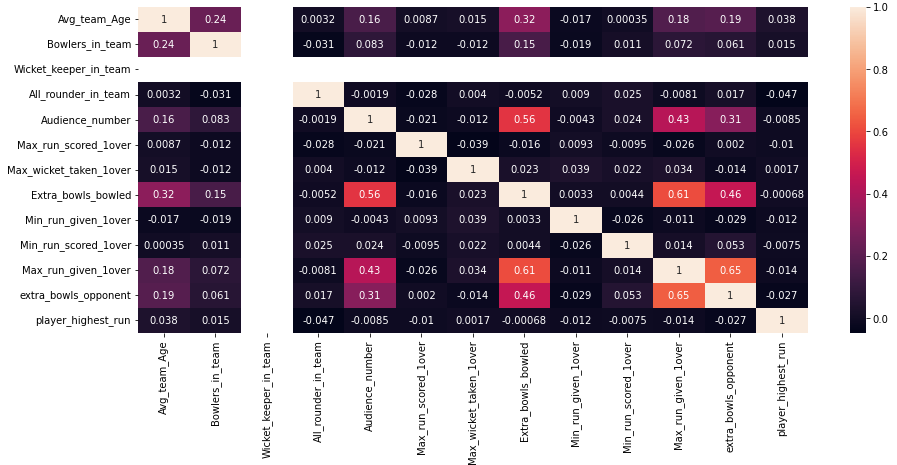 Avg_team_Age 1 0.24 0.0032 0.16 0.0087 0.015 0.32 -0.017 0.00035 0.18 0.19 0.038
Bowlers_in_team 0.24 1 -0.031 0.083 -0.012 -0.012 0.15 -0.019 0.011 0.072 0.061 0.015
Wicket_keeper_in_team
All_rounder_in_team 0.0032 -0.031 1 -0.0019 -0.028 0.004 -0.0052 0.009 0.025 -0.0081 0.017 -0.047
Audience_number 0.16 0.083 -0.0019 1 -0.021 -0.012 0.56 -0.0043 0.024 0.43 0.31 -0.0085
Max_run_scored_1over 0.0087 -0.012 -0.028 -0.021 1 -0.039 -0.016 0.0093 -0.0095 -0.026 0.002 -0.01
Max_wicket_taken_1over 0.015 -0.012 0.004 -0.012 -0.039 1 0.023 0.039 0.022 0.034 -0.014 0.0017
Extra_bowls_bowled 0.32 0.15 -0.0052 0.56 -0.016 0.023 1 0.0033 0.0044 0.61 0.46 -0.00068
Min_run_given_1over -0.017 -0.019 0.009 -0.0043 0.0093 0.039 0.0033 1 -0.026 -0.011 -0.029 -0.012
Min_run_scored_1over 0.00035 0.011 0.025 0.024 -0.0095 0.022 0.0044 -0.026 1 0.014 0.053 -0.0075
Max_run_given_1over 0.18 0.072 -0.0081 0.43 -0.026 0.034 0.61 -0.011 0.014 1 0.65 -0.014
extra_bowls_opponent 0.19 0.061 0.017 0.31 0.002 -0.014 0.46 -0.029 0.053 0.65 1 -0.027
player_highest_run 0.038 0.015 -0.047 -0.0085 -0.01 0.0017 -0.00068 -0.012 -0.0075 -0.014 -0.027 1
Avg_team_Age
Bowlers_in_team
Wicket_keeper_in_team
All_rounder_in_team
Audience_number
Max_run_scored_1over
Max_wicket_taken_1over
Extra_bowls_bowled
Min_run_given_1over
Min_run_scored_1over
Max_run_given_1over
extra_bowls_opponent
player_highest_run
1.0
0.8
0.6
0.4
0.2
0.0